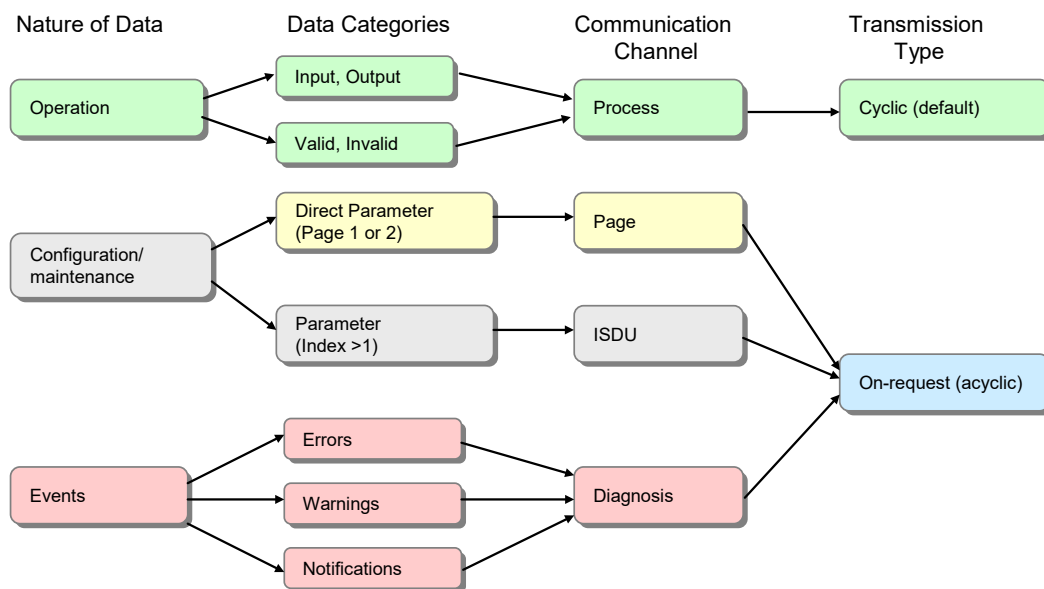 Nature of Data
Data Categories
Communication
Channel
Transmission
Type
Operation
Input, Output
Valid, Invalid
Process
Cyclic (default)
Configuration/
maintenance
Direct Parameter
(Page 1 or 2)
Page
Parameter
(Index >1)
ISDU
On-request (acyclic)
Events
Errors
Warnings
Notifications
Diagnosis